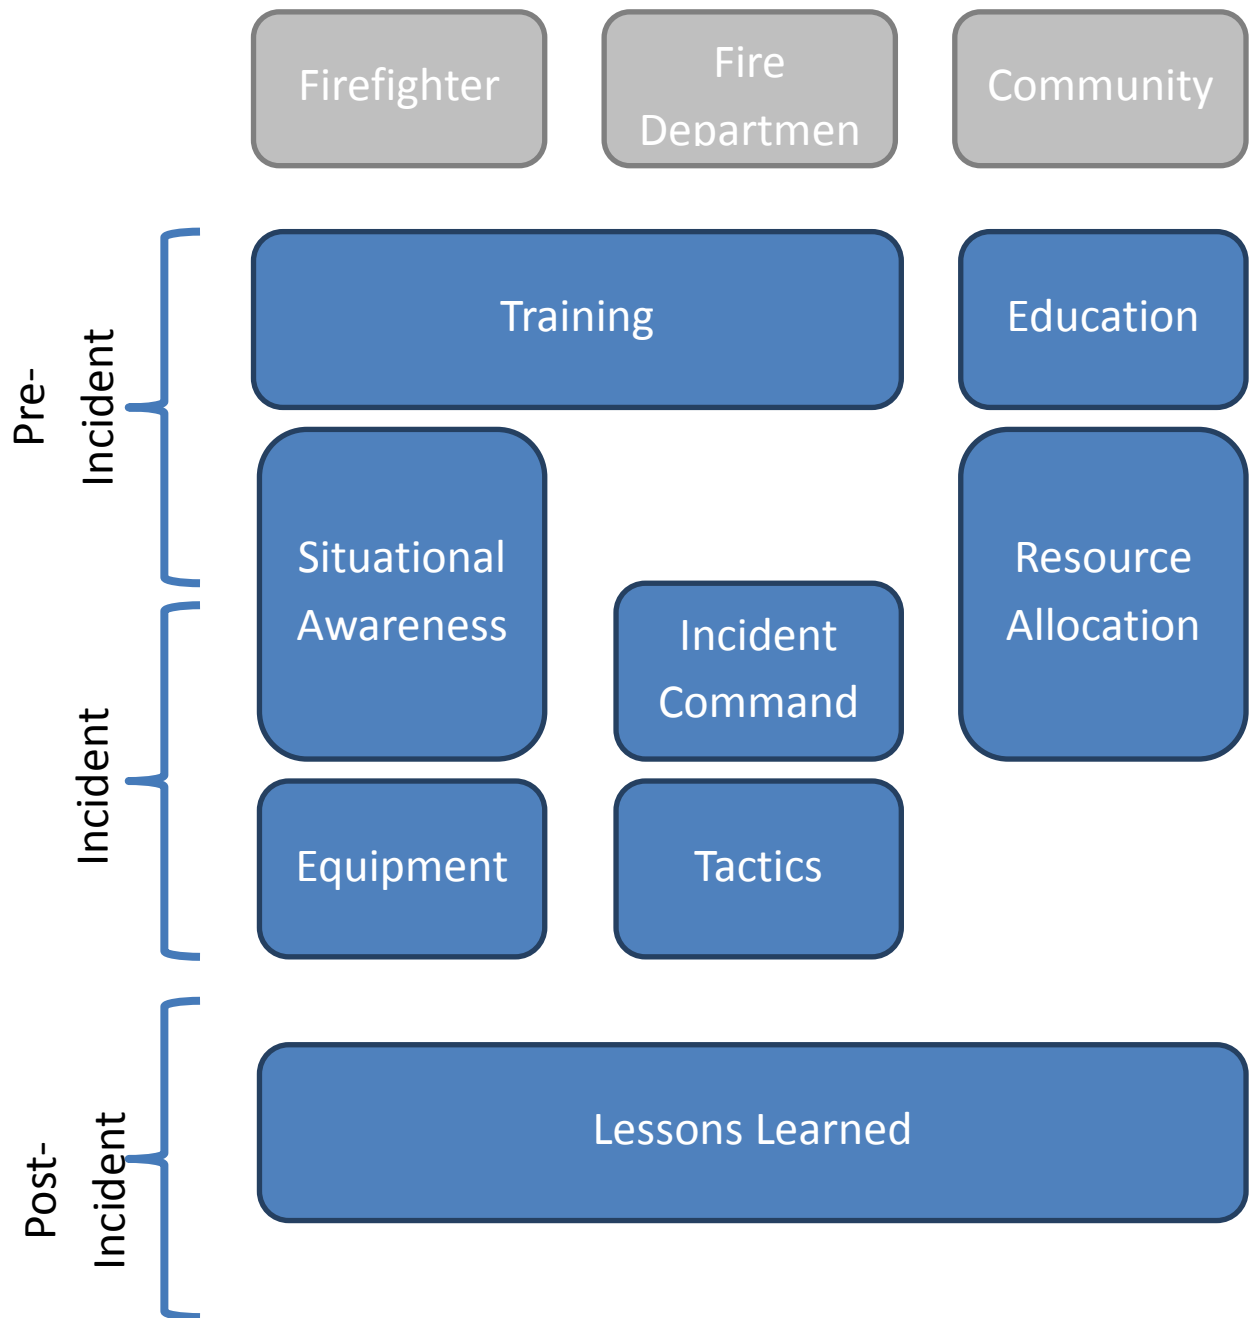 Firefighter
Fire
Departmen
Community
Pre-
Incident
Training
Education
Situational
Awareness
Resource
Allocation
Incident
Incident
Command
Equipment
Tactics
Post-
Incident
Lessons Learned